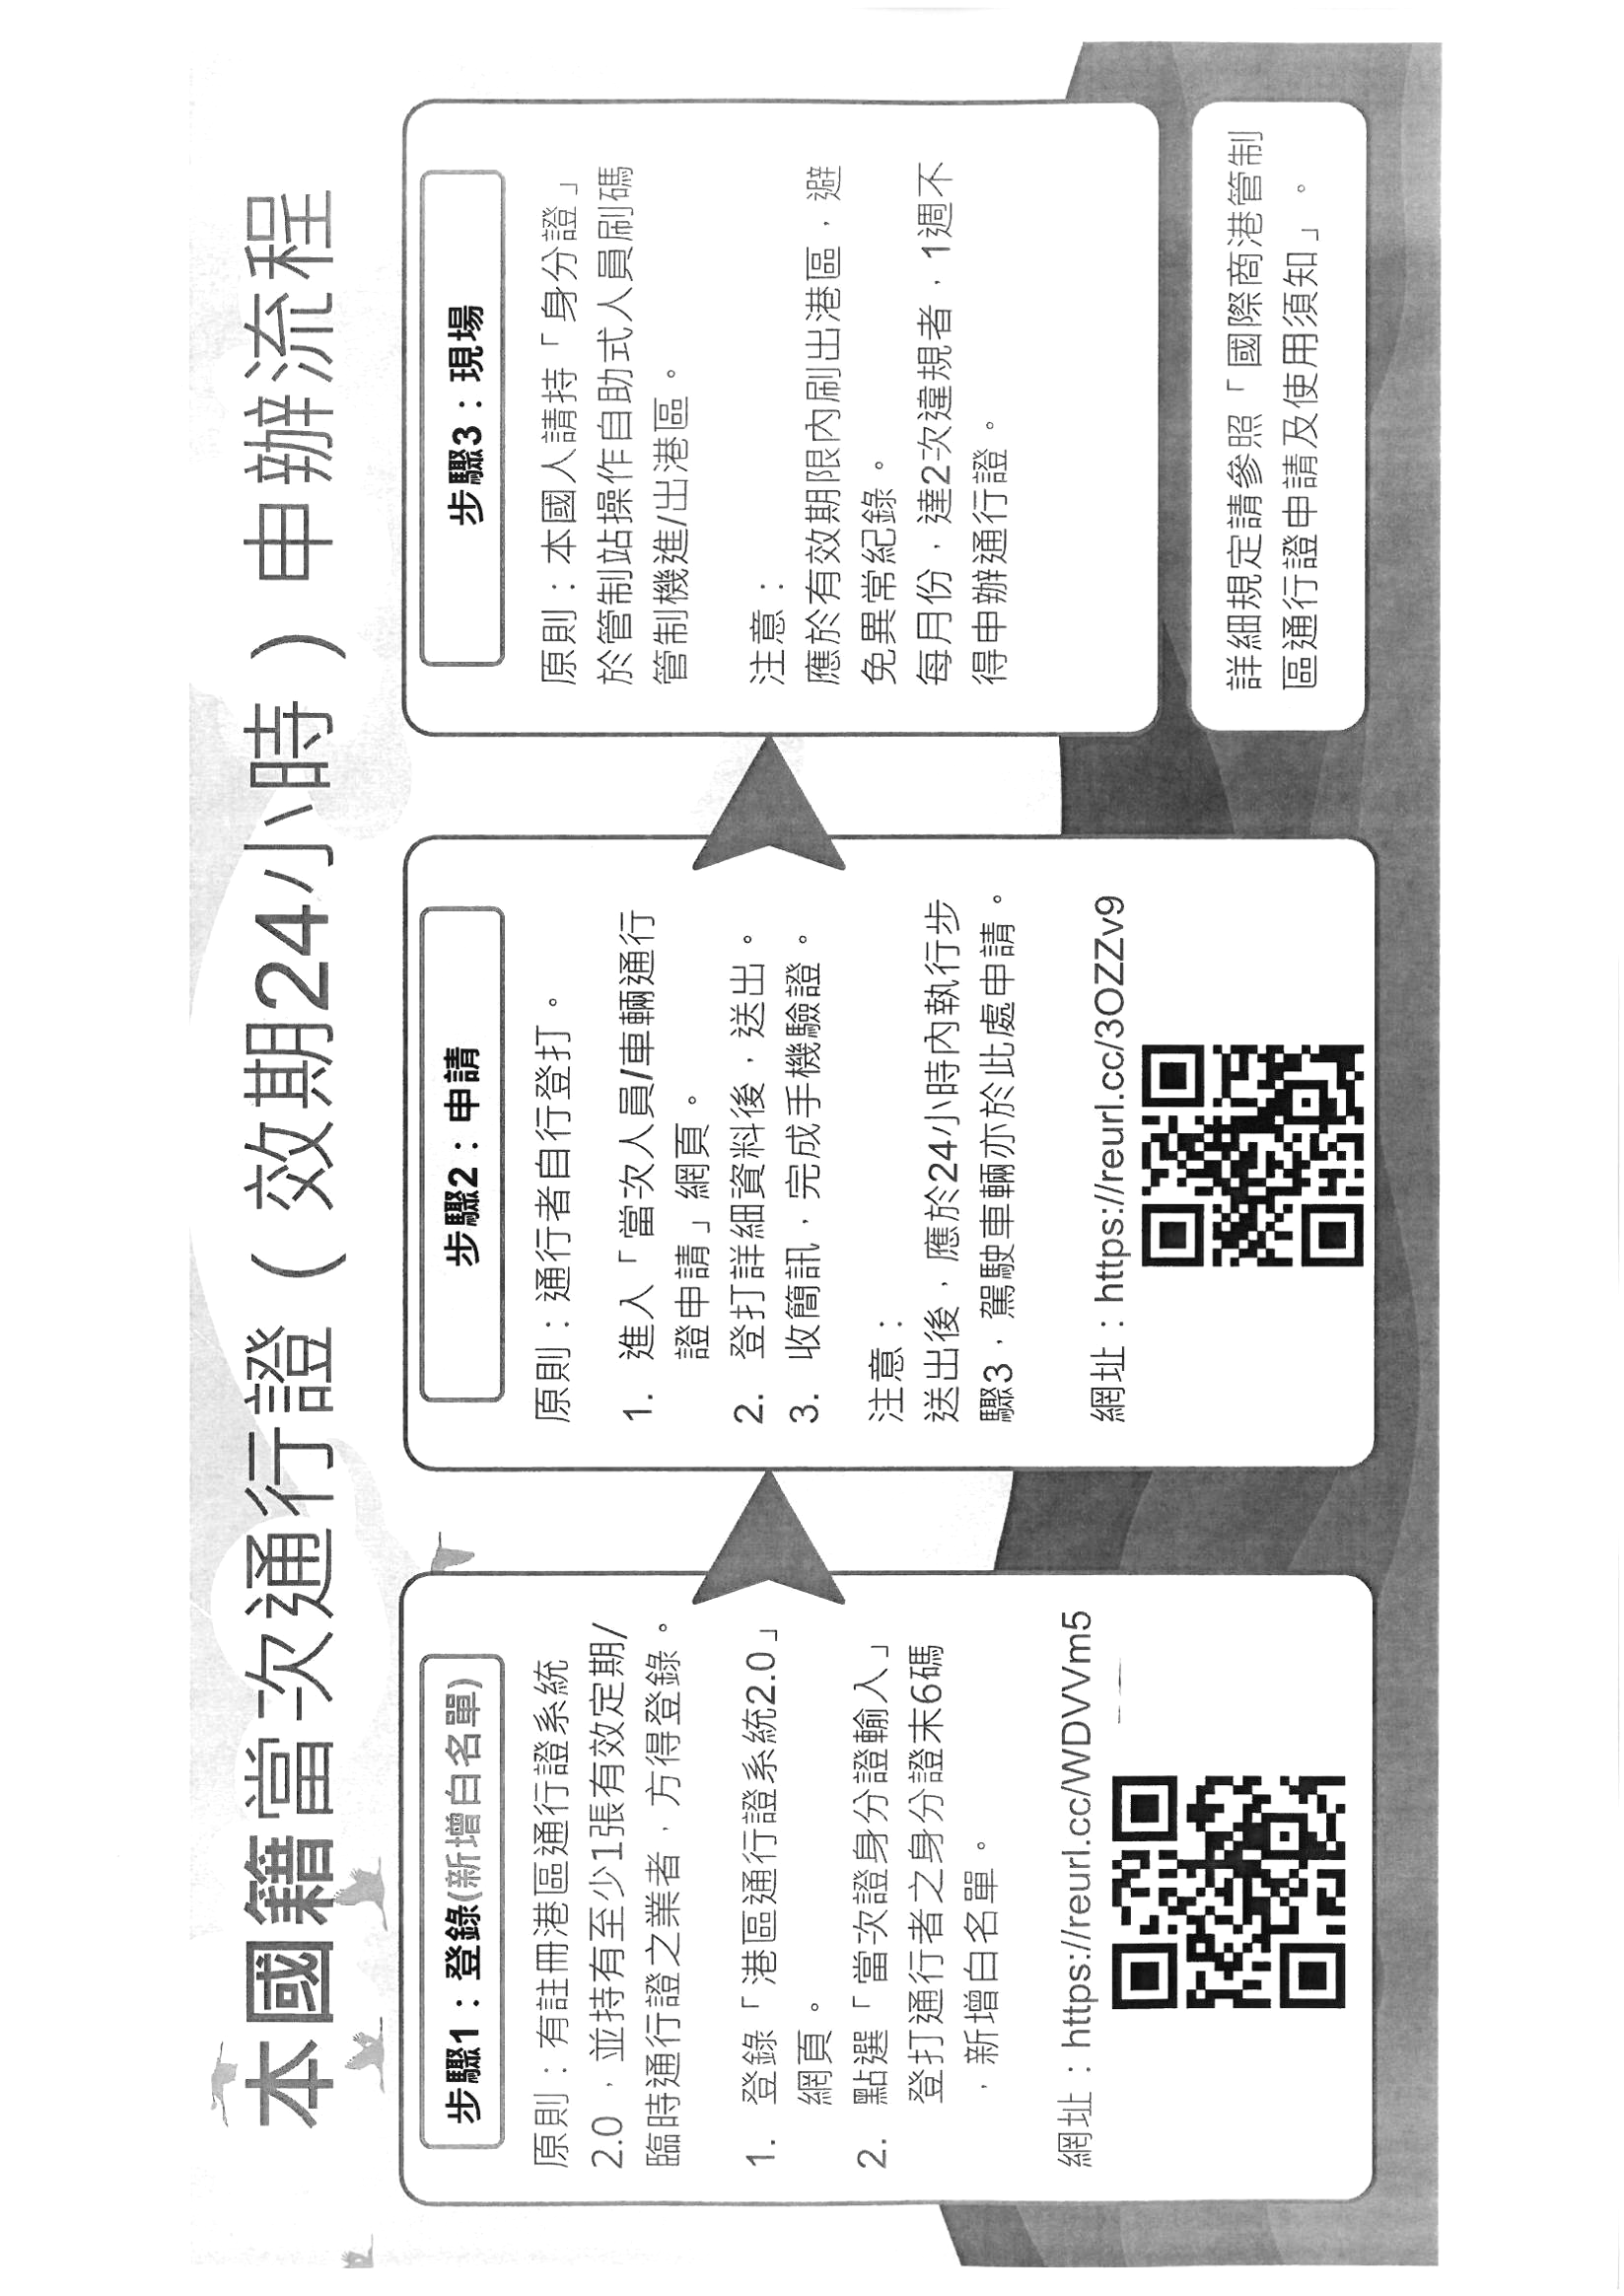 本國籍當次通行證（效期24小時）申辦流程
步驟1：登錄(新增白名單)
原則：有註冊港區通行證系統
2.0，並持有至少1張有效定期/
臨時通行證之業者，方得登錄。
1. 登錄「港區通行證系統2.0」
網頁。
2. 點選「當次證身分證輸入」
登打通行者之身分證末6碼
，新增白名單。
網址：https://reurl.cc/WDVVm5
步驟2：申請
原則：通行者自行登打。
1. 進入「當次人員/車輛通行
證申請」網頁。
2. 登打詳細資料後，送出。
3. 收簡訊，完成手機驗證。
注意：
送出後，應於24小時內執行步
驟3，駕駛車輛亦於此處申請。
網址：https://reurl.cc/3OZZv9
步驟3：現場
原則：本國人請持「身分證」
於管制站操作自助式人員刷碼
管制機進/出港區。
注意：
應於有效期限內刷出港區，避
免異常紀錄。
每月份，達2次違規者，1週不
得申辦通行證。
詳細規定請參照「國際商港管制
區通行證申請及使用須知」。